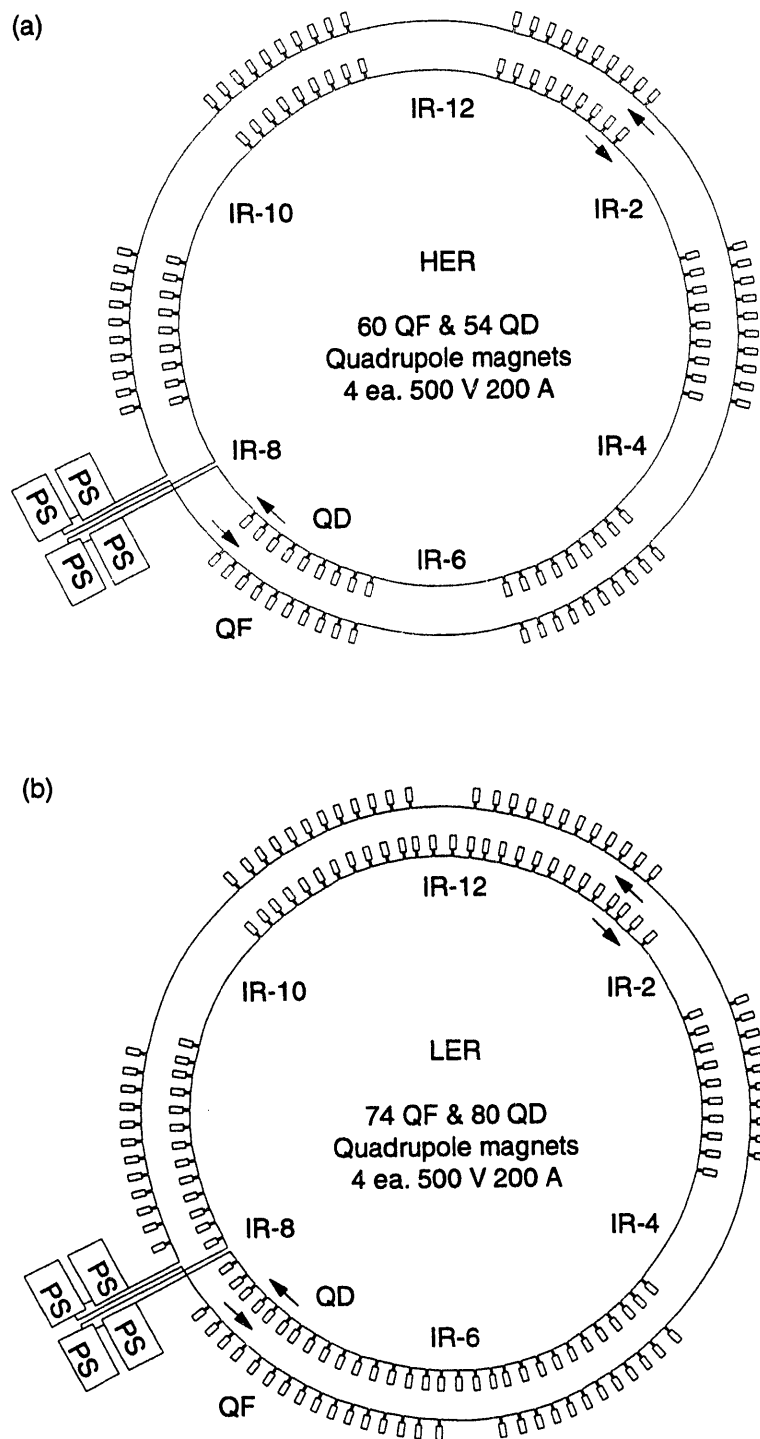 (a)
IR-12
IR-10
IR-2
HER
60 QF & 54 QD
Quadrupole magnets
4 ea. 500 V 200 A
IR-8
IR-4
PS
PS
PS
PS
QD
IR-6
QF
(b)
IR-12
IR-10
IR-2
LER
74 QF & 80 QD
Quadrupole magnets
4 ea. 500 V 200 A
IR-8
IR-4
PS
PS
PS
PS
QD
IR-6
QF